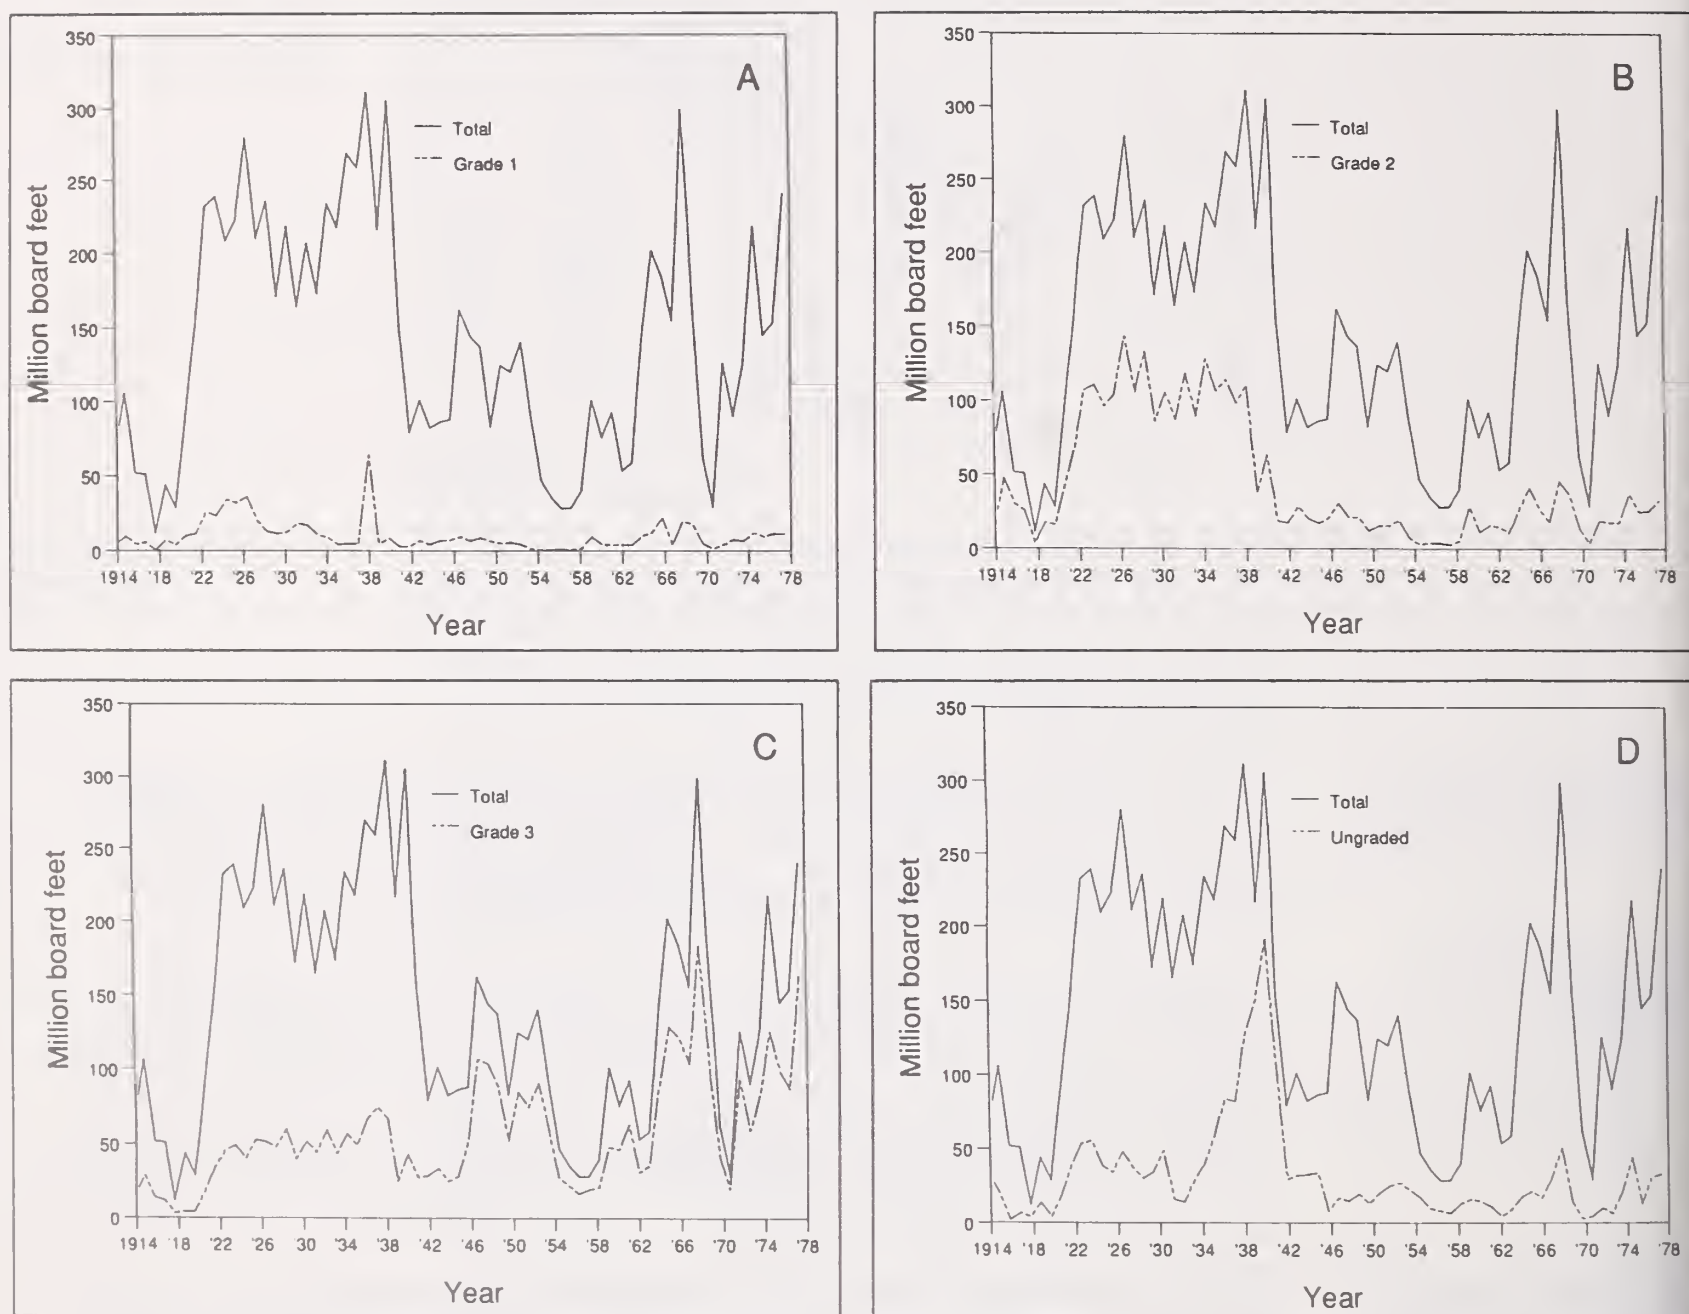 A
350
300
250
200
150
100
50
0
Million board feet
Total
Grade 1
1914 '18 22 '26 '30 '34 '38 '42 '46 '50 '54 '58 '62 '66 '70 '74 '78
Year
B
350
300
250
200
150
100
50
0
Million board feet
Total
Grade 2
1914 '18 '22 '26 '30 '34 '38 '42 '46 '50 '54 '58 '62 '66 '70 '74 '78
Year
C
350
300
250
200
150
100
50
0
Million board feet
Total
Grade 3
1914 '18 '22 '26 '30 '34 '38 '42 '46 '50 '54 '58 '62 '66 '70 '74 '78
Year
D
350
300
250
200
150
100
50
0
Million board feet
Total
Ungraded
1914 '18 '22 '26 '30 '34 '38 '42 '46 '50 '54 '58 '62 '66 '70 '74 '78
Year